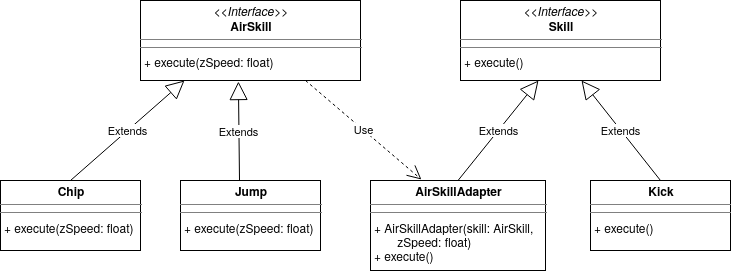 <<Interface>>
AirSkill
+ execute(zSpeed: float)
<<Interface>>
Skill
+ execute()
Extends
Extends
Use
Extends
Extends
Chip
+ execute(zSpeed: float)
Jump
+ execute(zSpeed: float)
AirSkillAdapter
+ AirSkillAdapter(skill: AirSkill,
zSpeed: float)
+ execute()
Kick
+ execute()